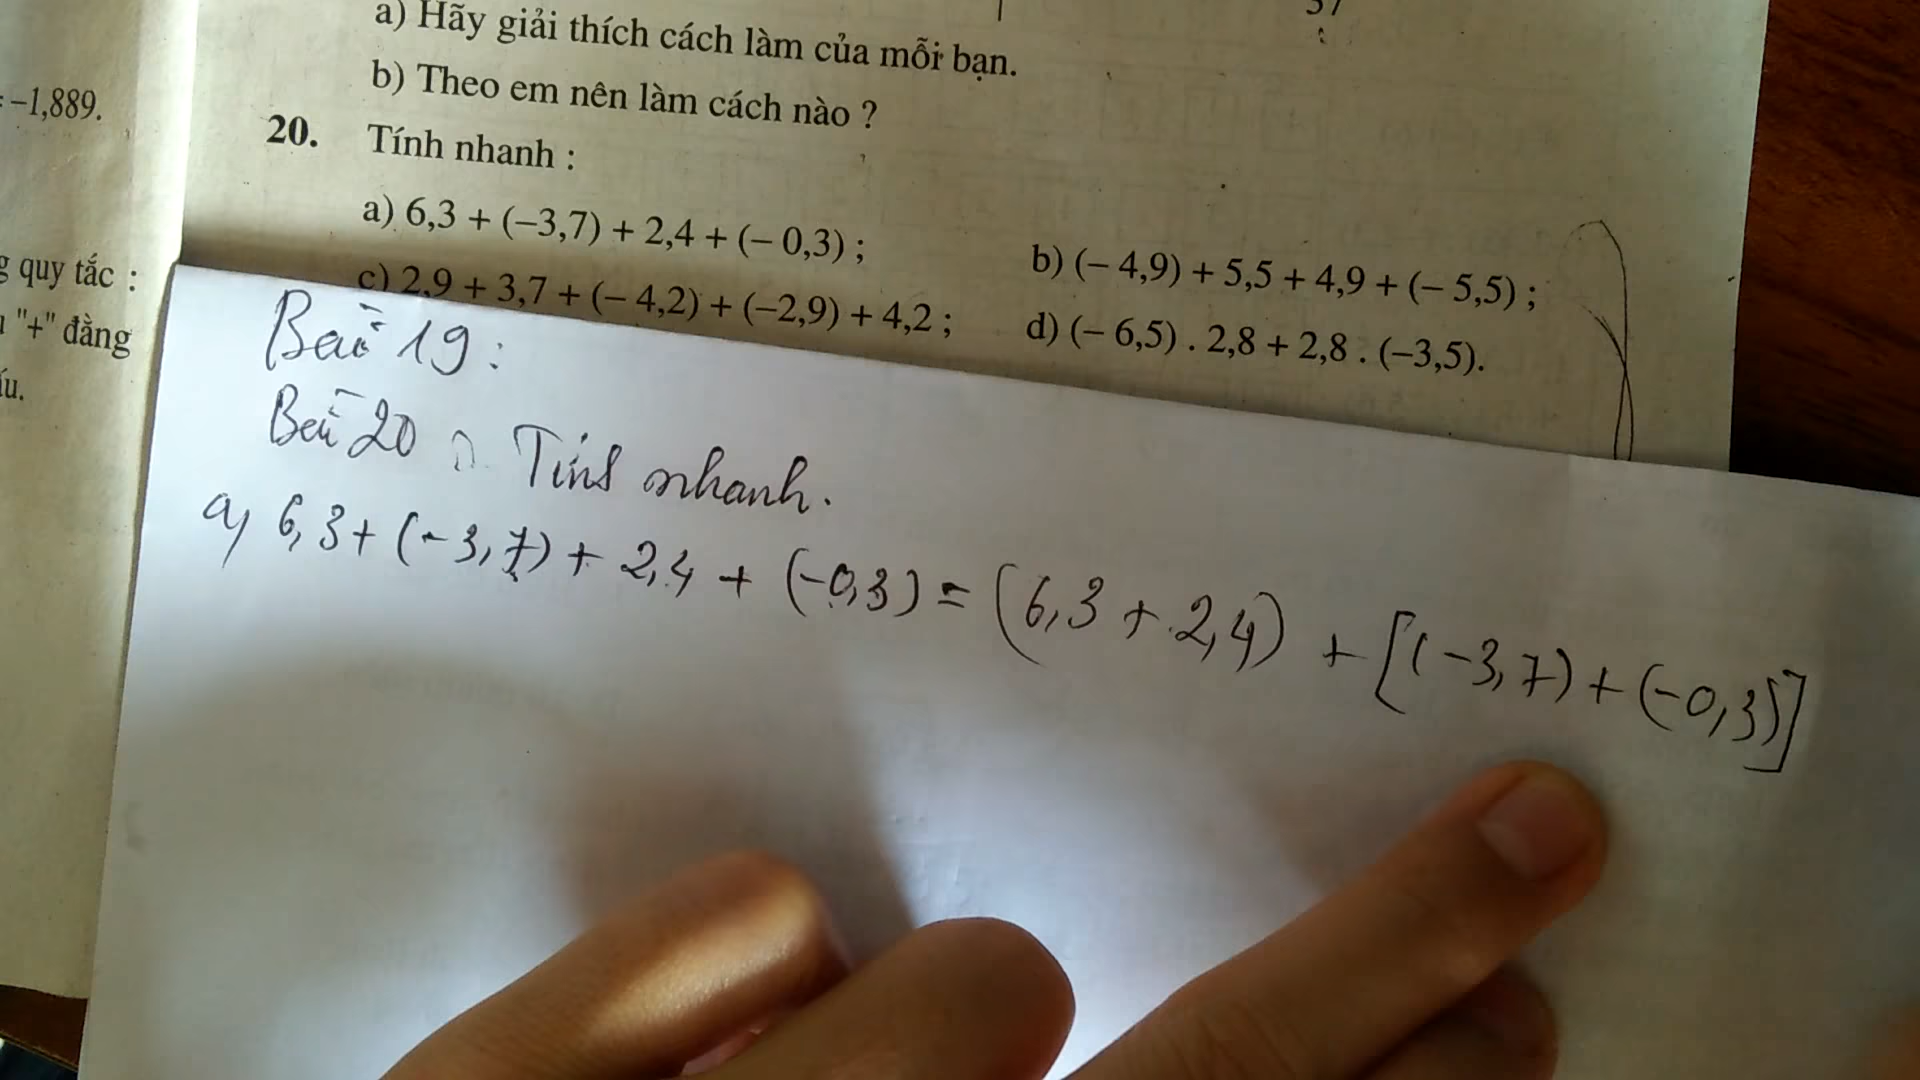 a) Hãy giải thích cách làm của mỗi bạn.
b) Theo em nên làm cách nào ?
−1,889.
20. Tính nhanh :
a) 6,3 + (−3,7) + 2,4 + (− 0,3) ;
b) (− 4,9) + 5,5 + 4,9 + (− 5,5) ;
c) 2,9 + 3,7 + (− 4,2) + (−2,9) + 4,2 ;
d) (− 6,5) . 2,8 + 2,8 . (−3,5).
quy tắc :
"+" đằng
Bài 19 :
Bài 20 : Tính nhanh.
a, 6,3 + (-3,7) + 2,4 + (-0,3) = (6,3 + 2,4) + [(-3,7) + (-0,3)]